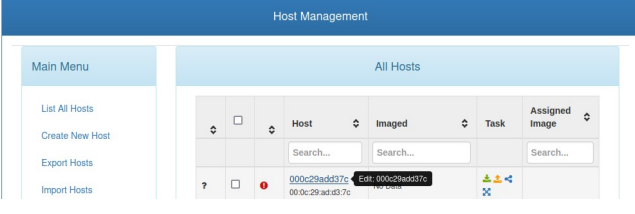 Host Management
Main Menu
All Hosts
List All Hosts
Create New Host
Export Hosts
Import Hosts
Host
Imaged
Task
Assigned
Image
Search...
Search...
Search...
?
000c29add37c
Edit: 000c29add37c
00:0c:29:ad:d3:7c
No Data